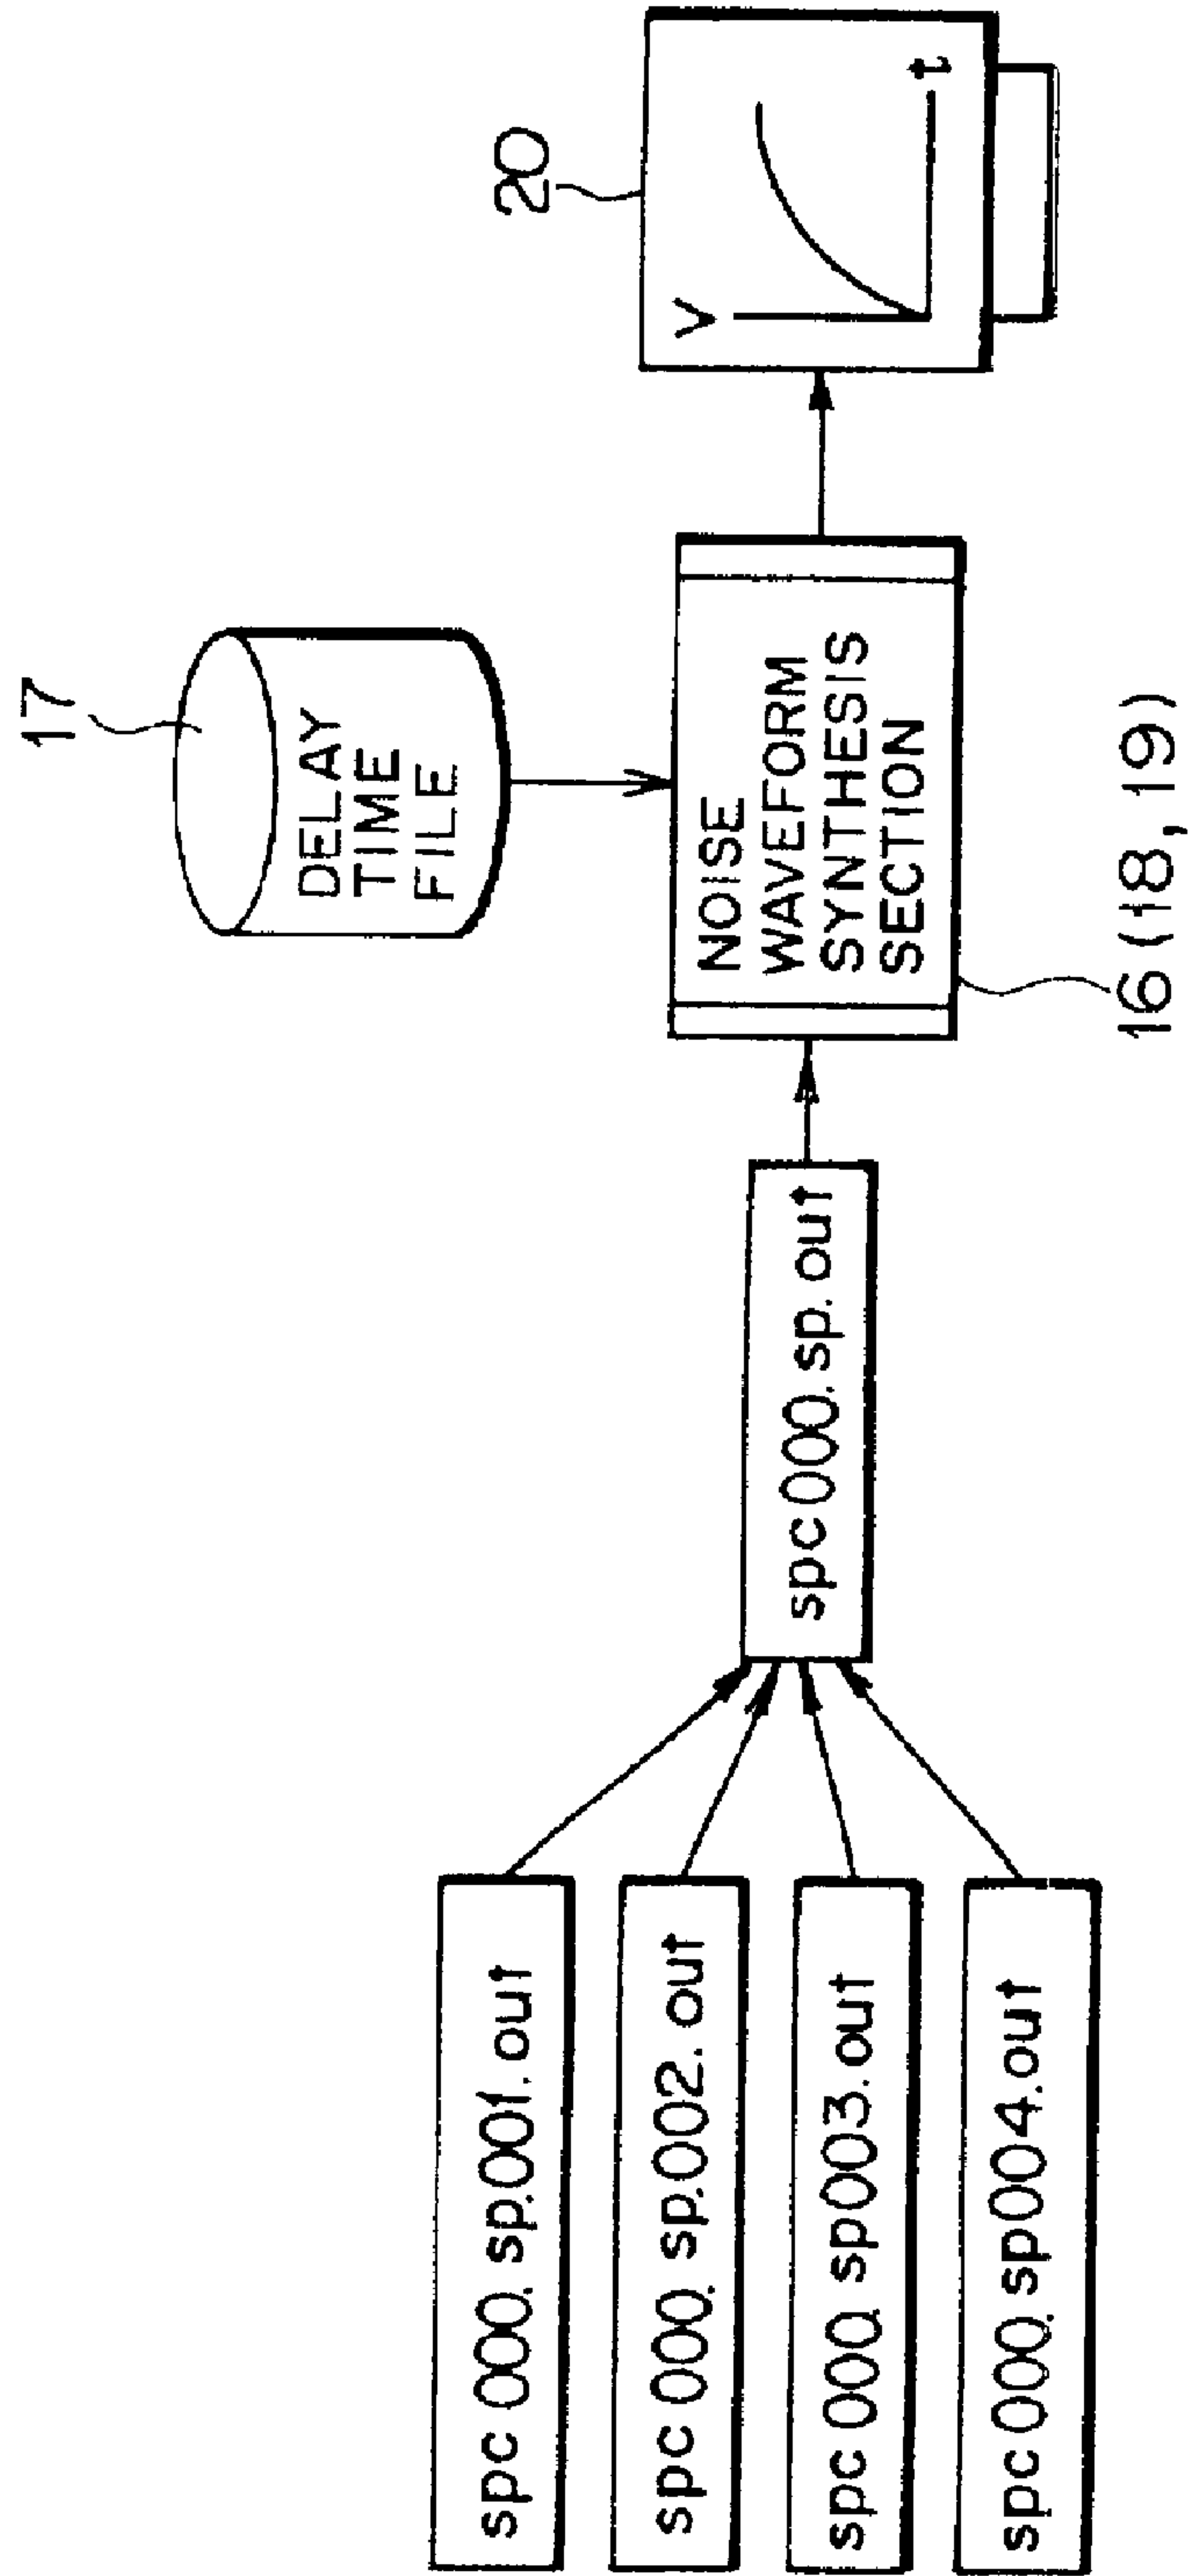 spc 000. sp.001. out
spc 000. sp.002. out
spc 000. sp003. out
spc 000. sp004. out
spc 000. sp. out
17
DELAY
TIME
FILE
NOISE
WAVEFORM
SYNTHESIS
SECTION
16 (18, 19)
20
V
t